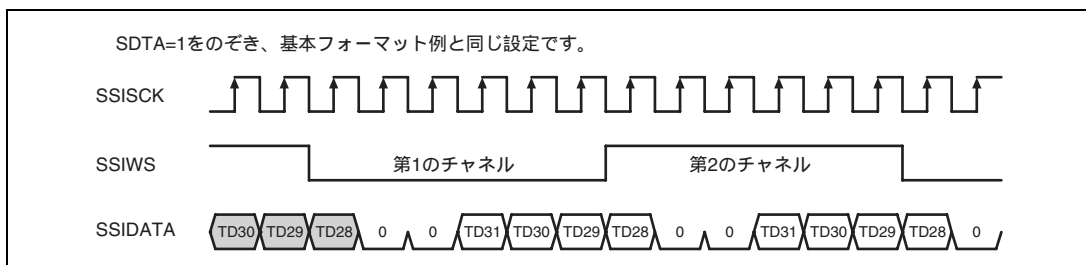 SDTA=1をのぞき、基本フォーマット例と同じ設定です。
SSISCK
SSIWS 第1のチャネル 第2のチャネル
SSIDATA TD30 TD29 TD28 0 0 TD31 TD30 TD29 TD28 0 0 TD31 TD30 TD29 TD28 0